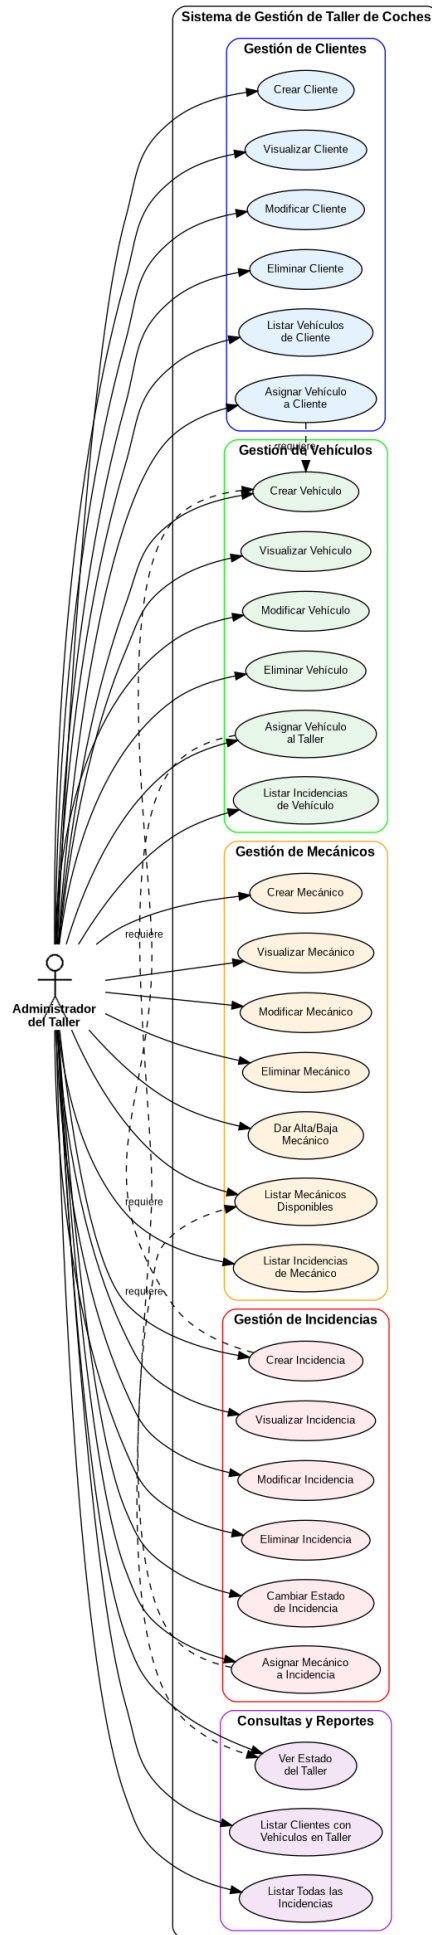 Sistema de Gestión de Taller de Coches
Gestión de Clientes
Crear Cliente
Visualizar Cliente
Modificar Cliente
Eliminar Cliente
Listar Vehículos
de Cliente
Asignar Vehículo
a Cliente
requiere
Gestión de Vehículos
Crear Vehículo
Visualizar Vehículo
Modificar Vehículo
Eliminar Vehículo
Asignar Vehículo
al Taller
Listar Incidencias
de Vehículo
Gestión de Mecánicos
Crear Mecánico
requiere
Visualizar Mecánico
Administrador
del Taller
Modificar Mecánico
Eliminar Mecánico
Dar Alta/Baja
Mecánico
Listar Mecánicos
Disponibles
requiere
Listar Incidencias
de Mecánico
requiere
Gestión de Incidencias
Crear Incidencia
Visualizar Incidencia
Modificar Incidencia
Eliminar Incidencia
Cambiar Estado
de Incidencia
Asignar Mecánico
a Incidencia
Consultas y Reportes
Ver Estado
del Taller
Listar Clientes con
Vehículos en Taller
Listar Todas las
Incidencias